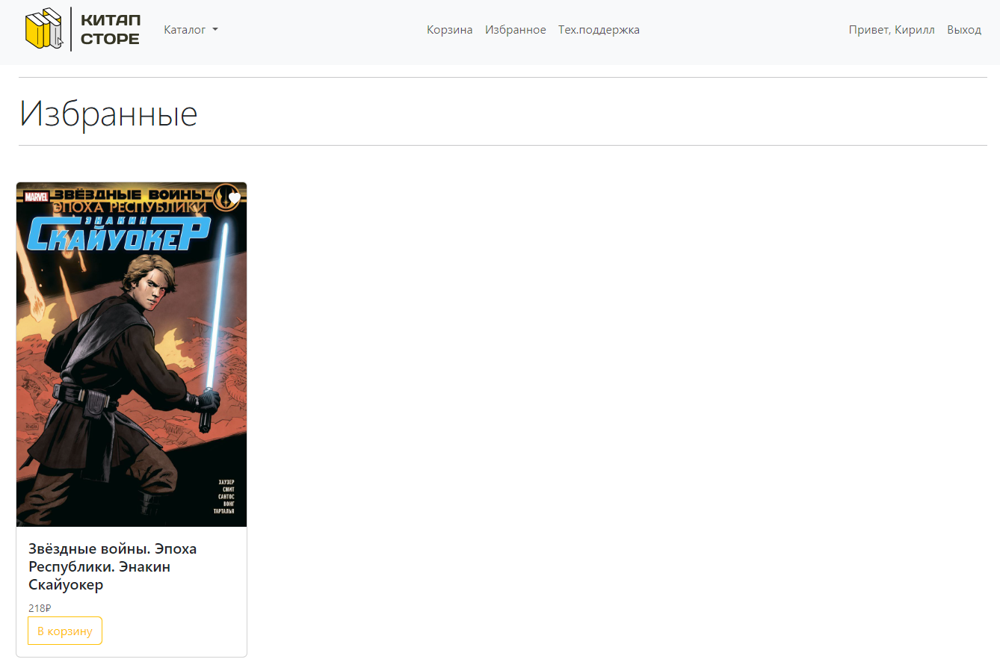 КИТАП
СТОРЕ
Каталог
Корзина Избранное Тех.поддержка
Привет, Кирилл Выход
Избранные
MARVEL ЗВЁЗДНЫЕ ВОЙНЫ
ЭПОХА РЕСПУБЛИКИ
ЭНАКИН
СКАЙУОКЕР
ХАУЗЕР
СМИТ
САНТОС
ВОНГ
ТАРТАЛЬЯ
Звёздные войны. Эпоха
Республики. Энакин
Скайуокер
218₽
В корзину